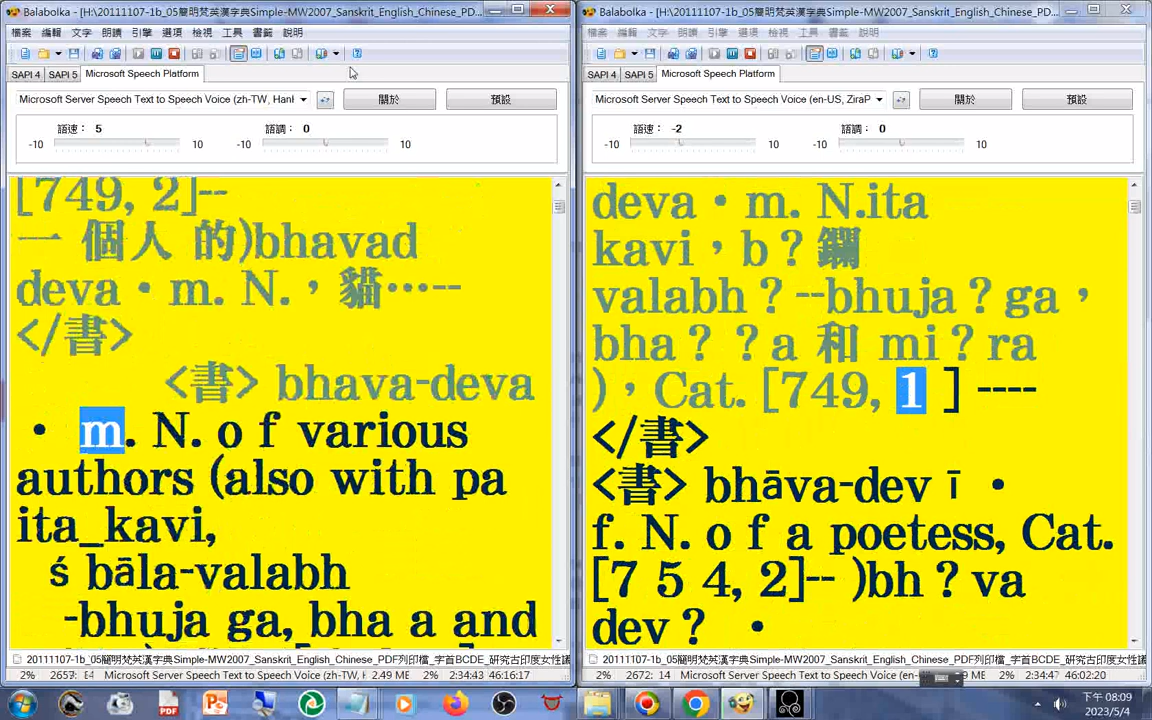 Balabolka - [H:\20111107-1b_05簡明梵英漢字典Simple-MW2007_Sanskrit_English_Chinese_PD...
檔案 編輯 文字 朗讀 引擎 選項 檢視 工具 書籤 說明
SAPI 4 SAPI 5 Microsoft Speech Platform
Microsoft Server Speech Text to Speech Voice (zh-TW, HanH
關於 預設
語速： 5 語調： 0
-10 10 -10 10
[749, 2]--
一 個人 的)bhavad
deva • m. N.，貓…--
</書>
<書> bhava-deva
• m. N. o f various
authors (also with pa
ita_kavi,
ś bāla-valabh
-bhuja ga, bha a and
20111107-1b_05簡明梵英漢字典Simple-MW2007_Sanskrit_English_Chinese_PDF列印檔_字首BCDE_研究古印度女性議
2% 2:34:43 46:16:17
2.49 MB 2% Microsoft Server Speech Text to Speech Voice (zh-TW, H
Balabolka - [H:\20111107-1b_05簡明梵英漢字典Simple-MW2007_Sanskrit_English_Chinese_PD...
檔案 編輯 文字 朗讀 引擎 選項 檢視 工具 書籤 說明
SAPI 4 SAPI 5 Microsoft Speech Platform
Microsoft Server Speech Text to Speech Voice (en-US, ZiraP
關於 預設
語速： -2 語調： 0
-10 10 -10 10
deva • m. N.ita
kavi，b？鑭
valabh？--bhuja？ga，
bha？？a 和 mi？ra
)，Cat. [749, 1 ] ----
</書>
<書> bhāva-dev ī •
f. N. o f a poetess, Cat.
[7 5 4, 2]-- )bh？va
dev？ •
20111107-1b_05簡明梵英漢字典Simple-MW2007_Sanskrit_English_Chinese_PDF列印檔_字首BCDE_研究古印度女性議
2% 2672: 14 2% 2:34:47 46:02:20
Microsoft Server Speech Text to Speech Voice (en-US, Z
下午 08:09
2023/5/4